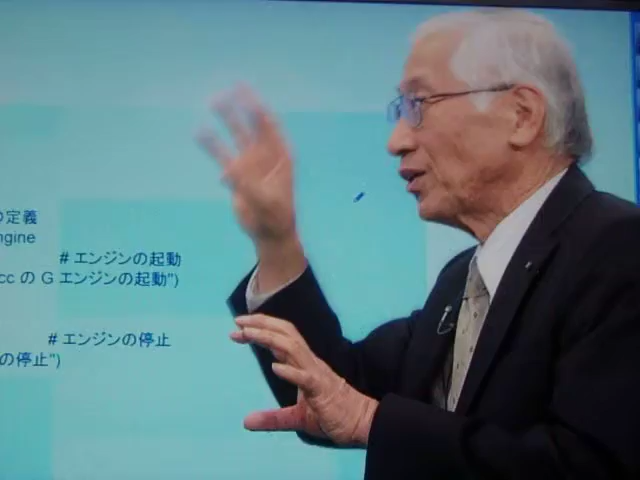 の定義
ngine
# エンジンの起動
cc の G エンジンの起動")
# エンジンの停止
の停止")